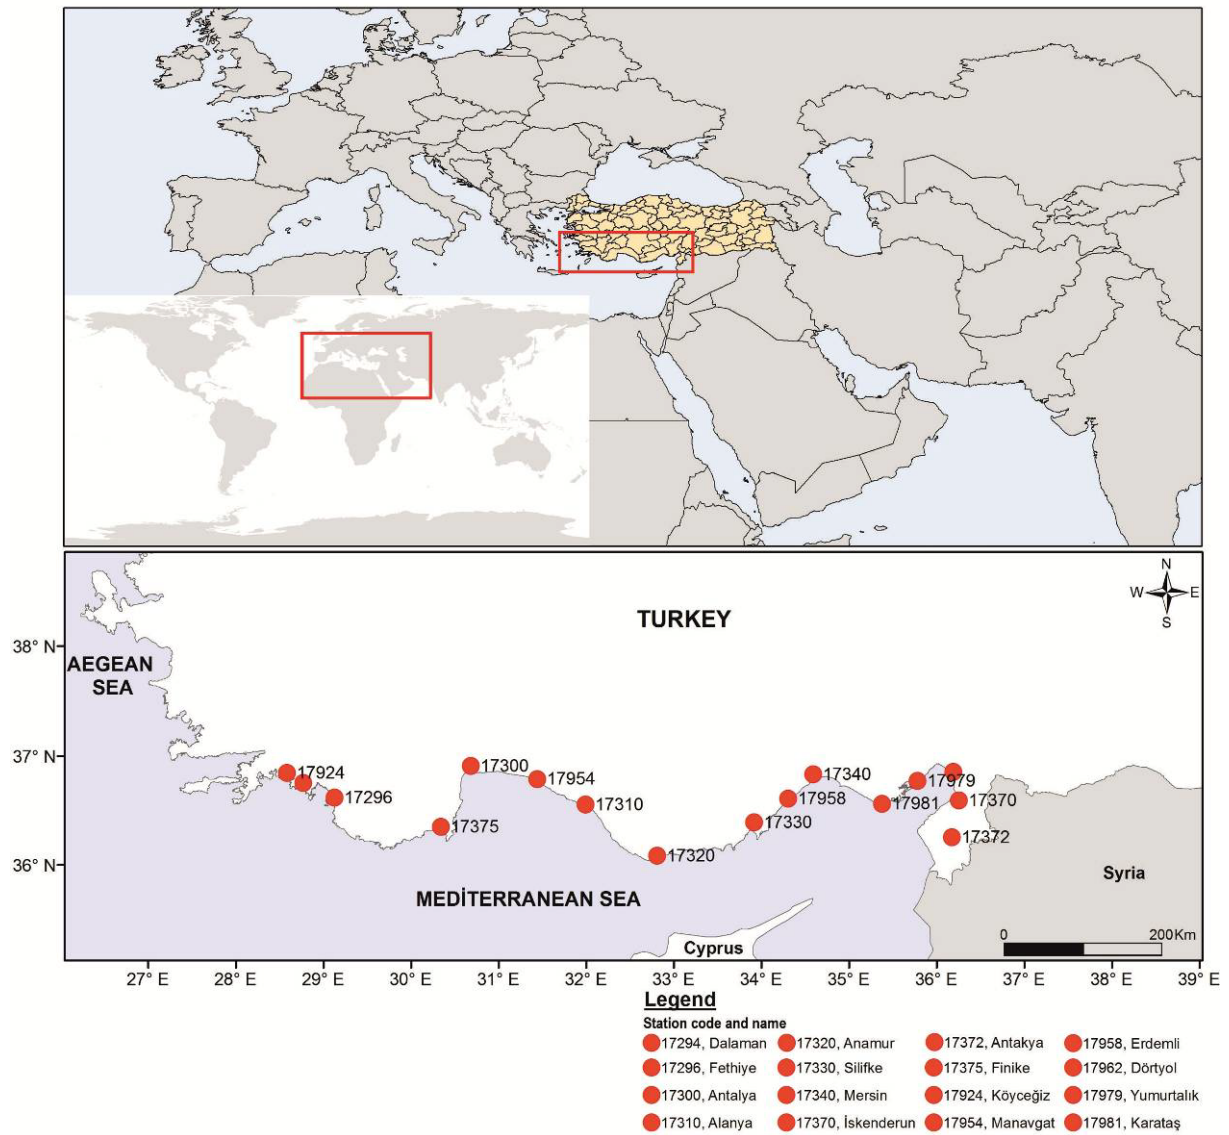 N
W E
S
TURKEY
38° N
AEGEAN
SEA
37° N
17300
17924
17954
17340
17979
17296
17310
17958
17981
17370
17375
17330
17372
17320
36° N
MEDİTERRANEAN SEA
Syria
Cyprus
0 200Km
27° E 28° E 29° E 30° E 31° E 32° E 33° E 34° E 35° E 36° E 37° E 38° E 39° E
Legend
Station code and name
17294, Dalaman 17320, Anamur 17372, Antakya 17958, Erdemli
17296, Fethiye 17330, Silifke 17375, Finike 17962, Dörtyol
17300, Antalya 17340, Mersin 17924, Köyceğiz 17979, Yumurtalık
17310, Alanya 17370, İskenderun 17954, Manavgat 17981, Karataş